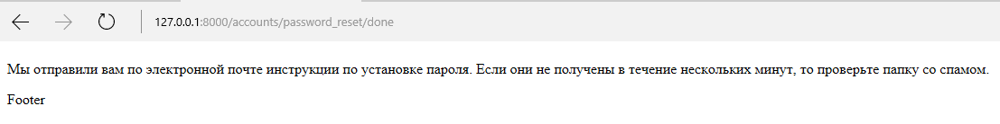 127.0.0.1:8000/accounts/password_reset/done
Мы отправили вам по электронной почте инструкции по установке пароля. Если они не получены в течение нескольких минут, то проверьте папку со спамом.
Footer